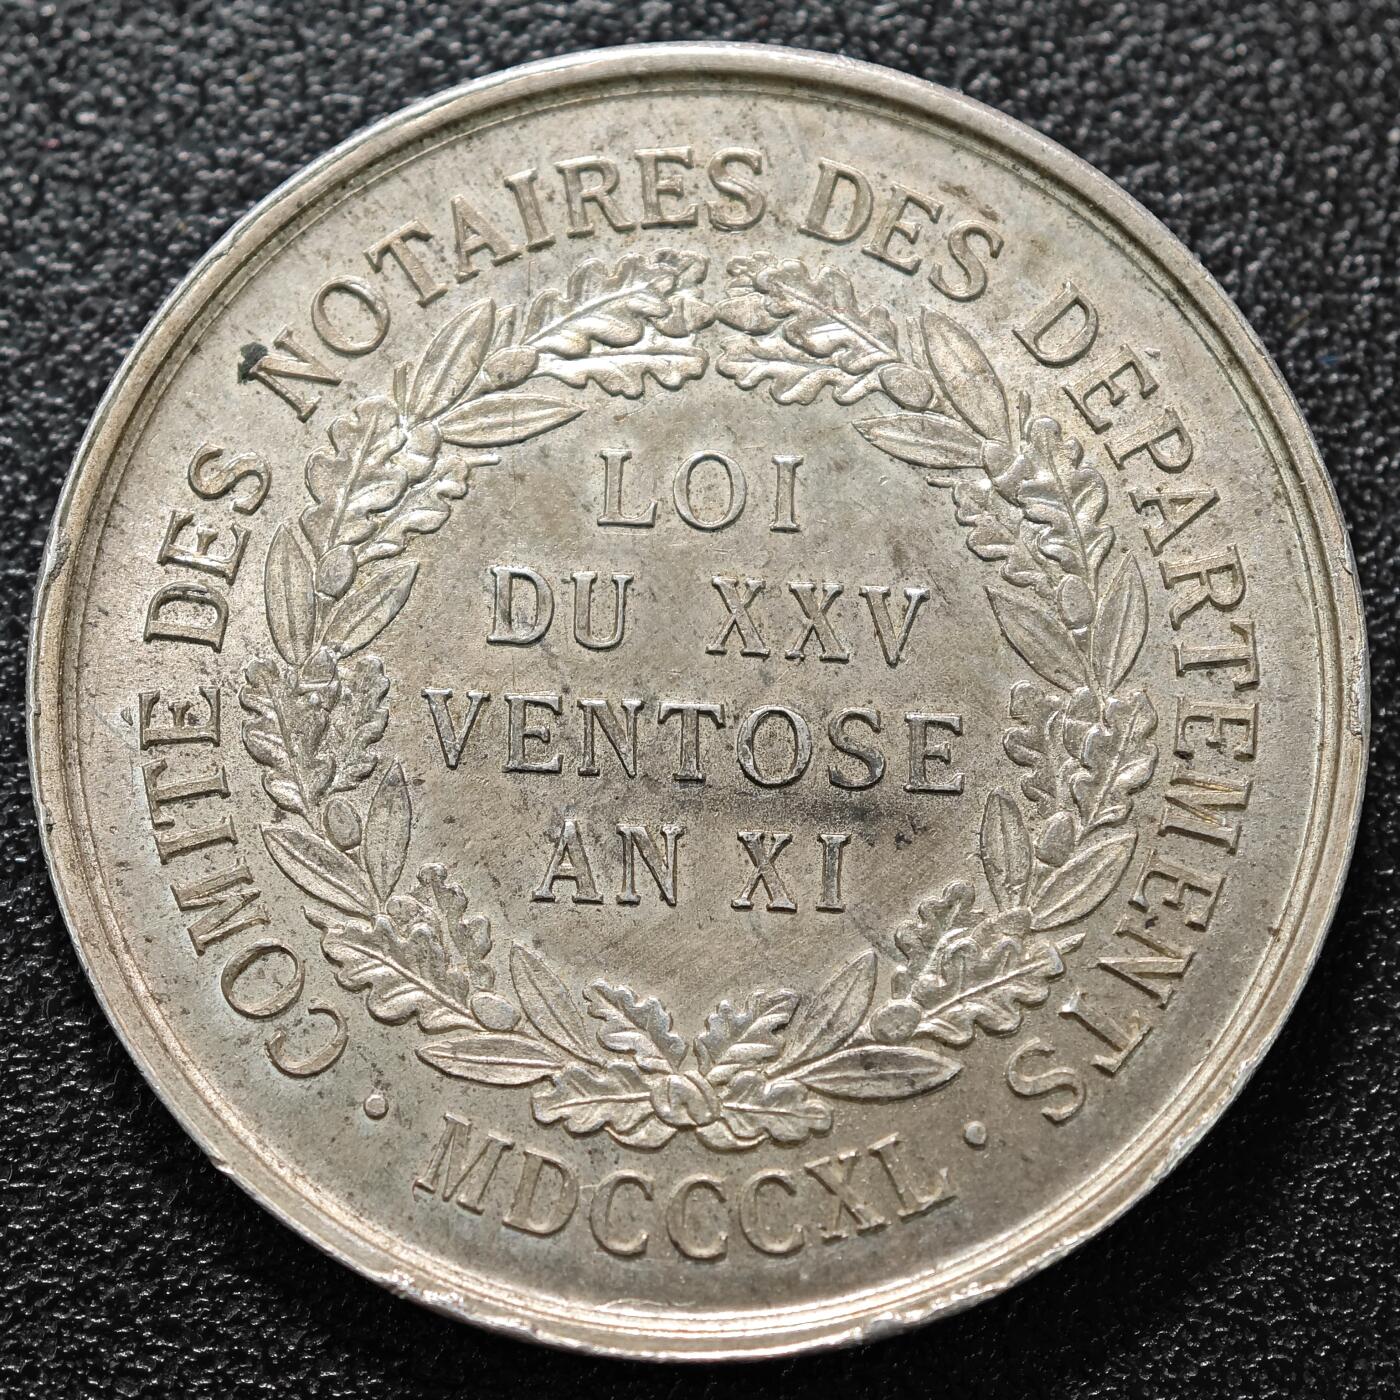 COMITÉ DES NOTAIRES DES DÉPARTEMENTS
LOI
DU XXV
VENTOSE
AN XI
· MDCCCXL ·